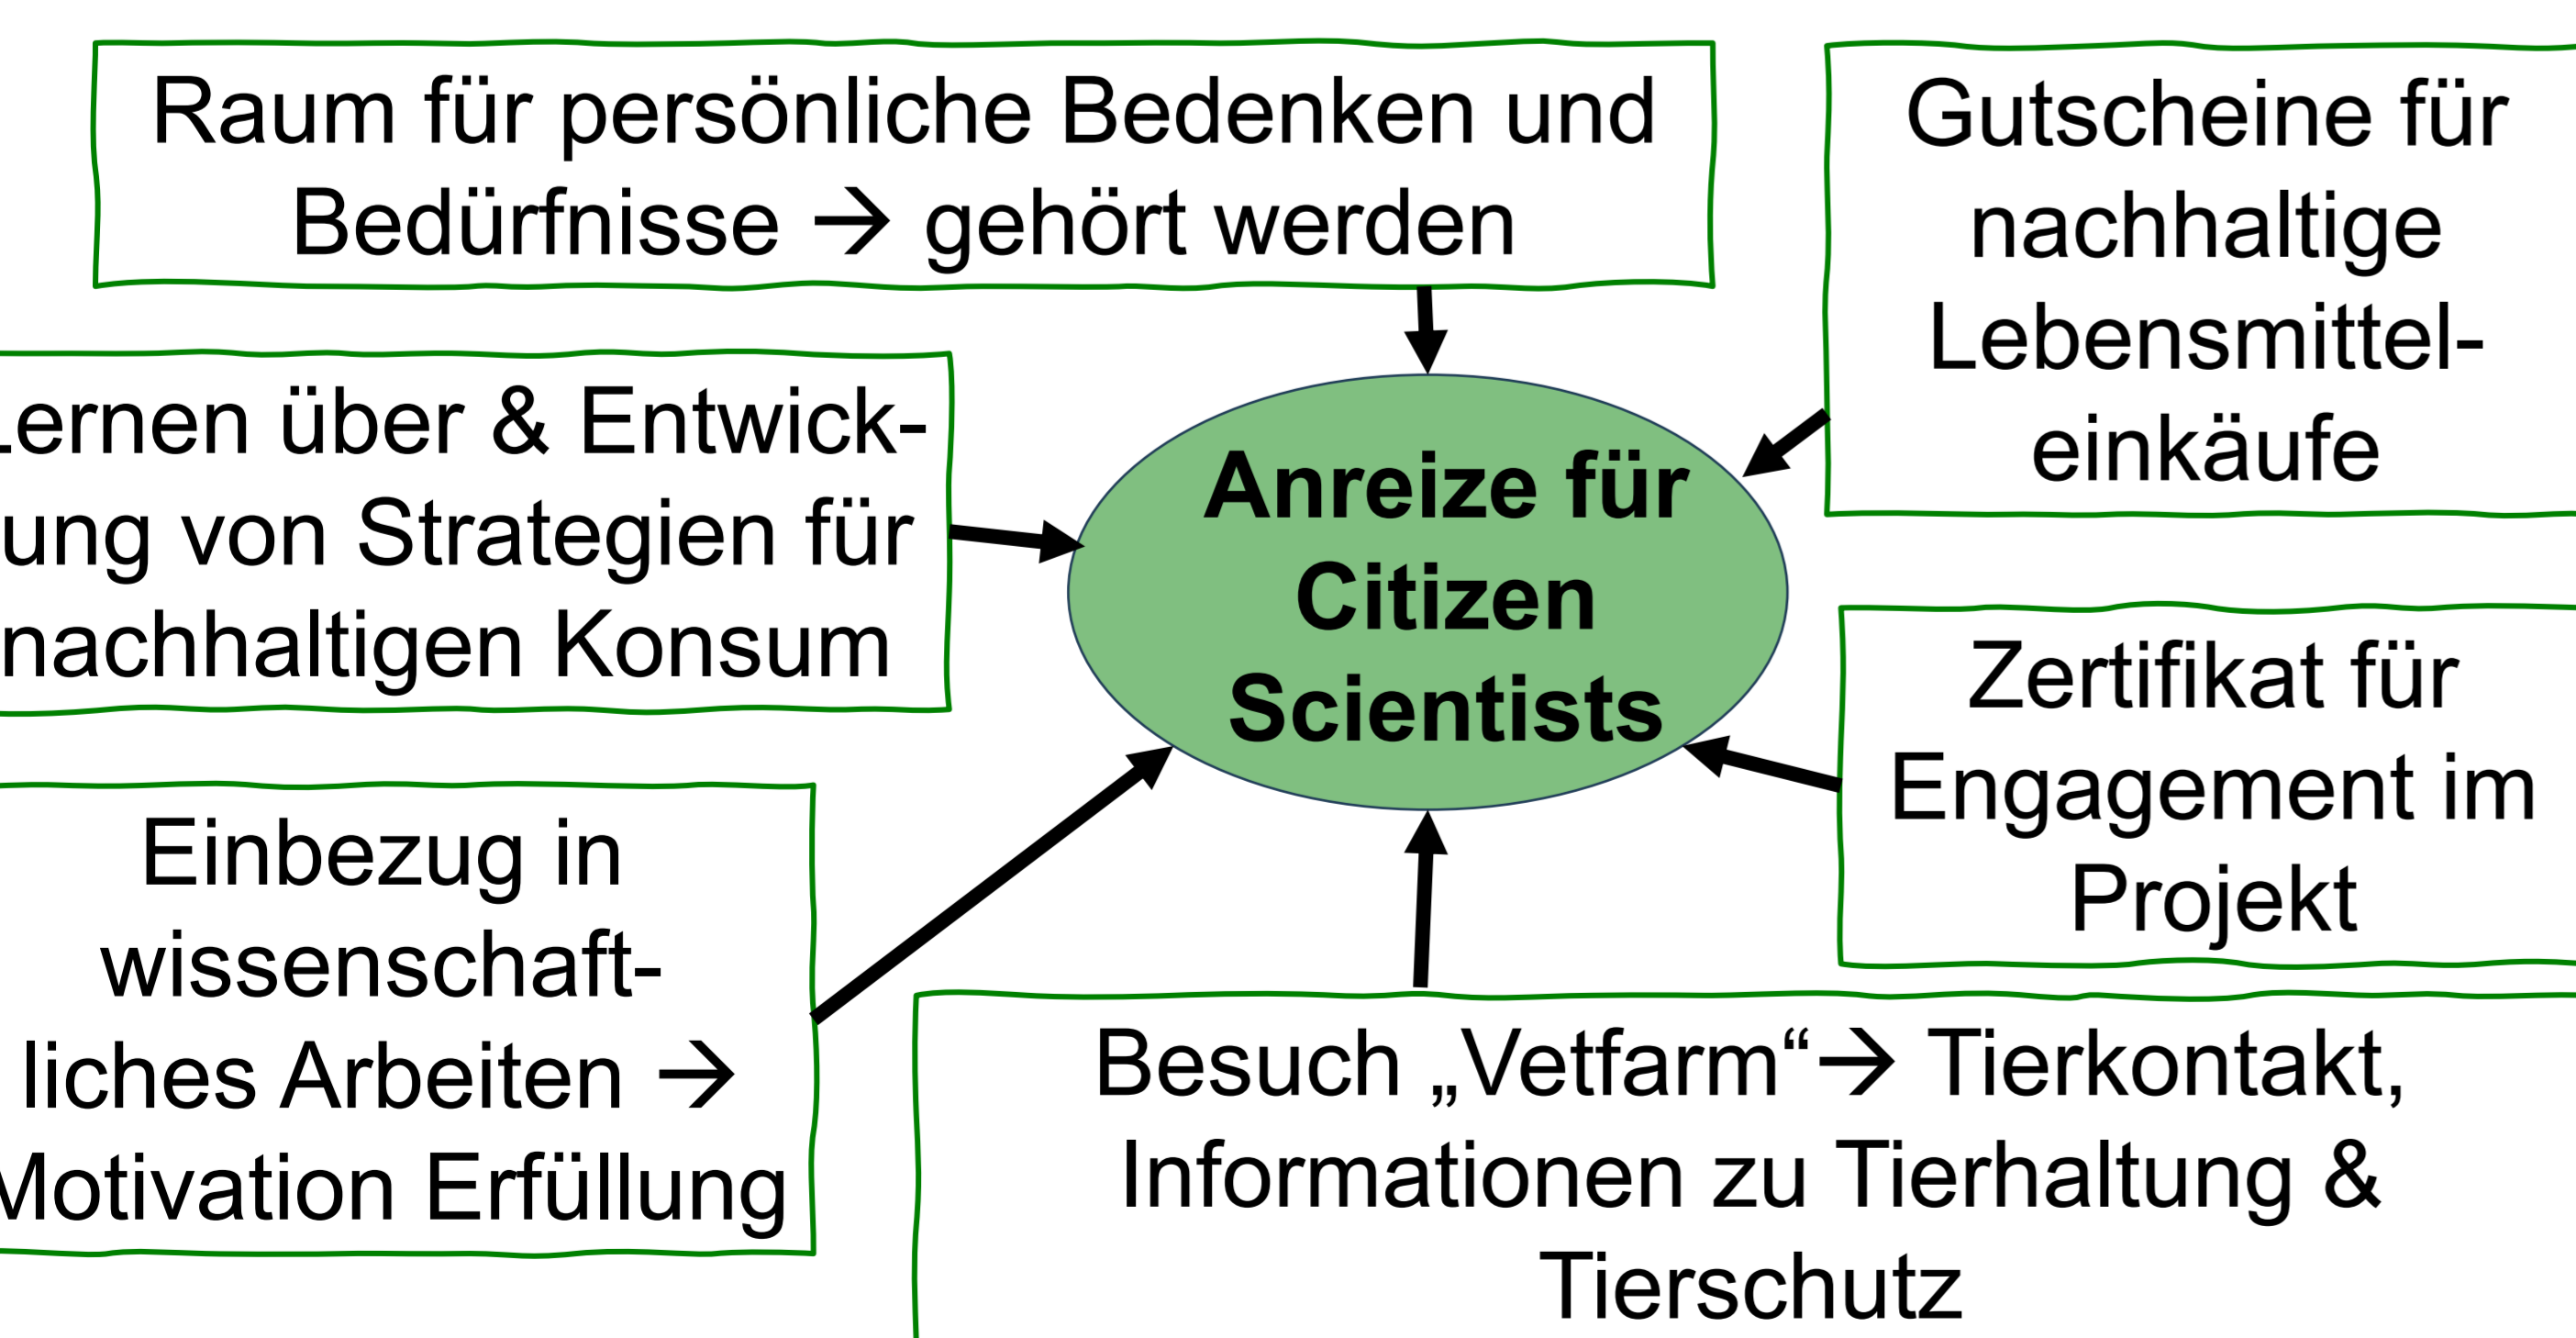 Raum für persönliche Bedenken und
Bedürfnisse → gehört werden
Gutscheine für
nachhaltige
Lebensmittel-
einkäufe
Lernen über & Entwick-
ung von Strategien für
nachhaltigen Konsum
Anreize für
Citizen
Scientists
Zertifikat für
Engagement im
Projekt
Einbezug in
wissenschaft-
liches Arbeiten →
Motivation Erfüllung
Besuch „Vetfarm“→ Tierkontakt,
Informationen zu Tierhaltung &
Tierschutz